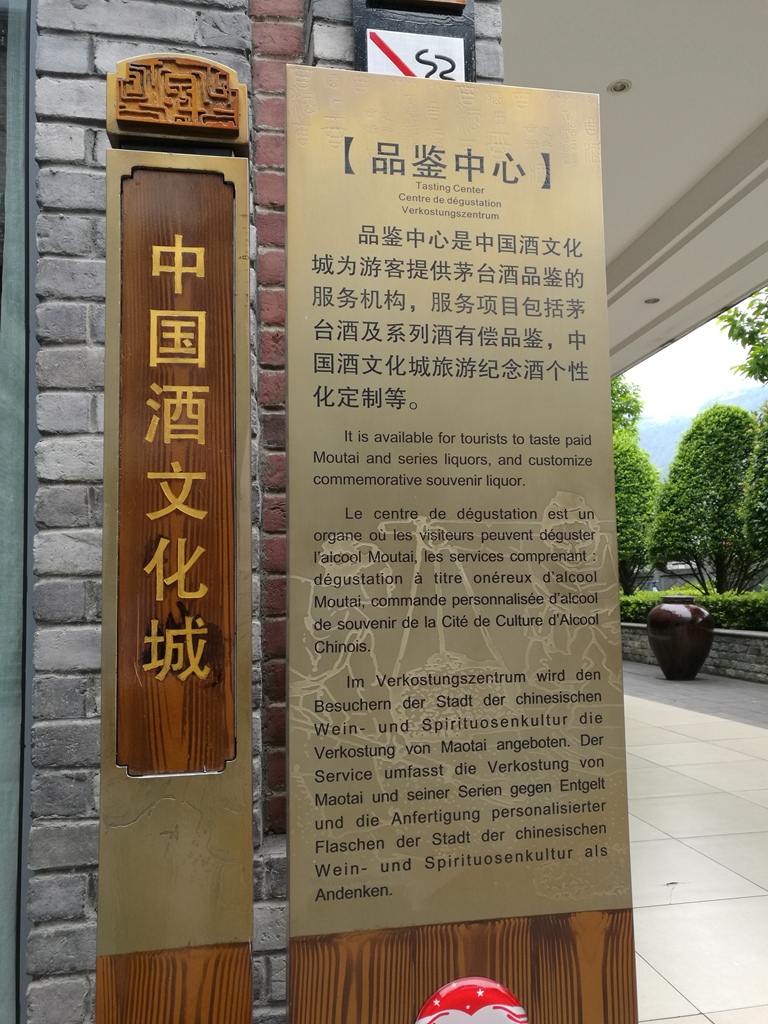 中国酒文化城
【品鉴中心】
Tasting Center
Centre de dégustation
Verkostungszentrum
品鉴中心是中国酒文化
城为游客提供茅台酒品鉴的
服务机构，服务项目包括茅
台酒及系列酒有偿品鉴，中
国酒文化城旅游纪念酒个性
化定制等。
It is available for tourists to taste paid
Moutai and series liquors, and customize
commemorative souvenir liquor.
Le centre de dégustation est un
organe où les visiteurs peuvent déguster
l'alcool Moutai, les services comprenant :
dégustation à titre onéreux d'alcool
Moutai, commande personnalisée d'alcool
de souvenir de la Cité de Culture d'Alcool
Chinois.
Im Verkostungszentrum wird den
Besuchern der Stadt der chinesischen
Wein- und Spirituosenkultur die
Verkostung von Maotai angeboten. Der
Service umfasst die Verkostung von
Maotai und seiner Serien gegen Entgelt
und die Anfertigung personalisierter
Flaschen der Stadt der chinesischen
Wein- und Spirituosenkultur als
Andenken.